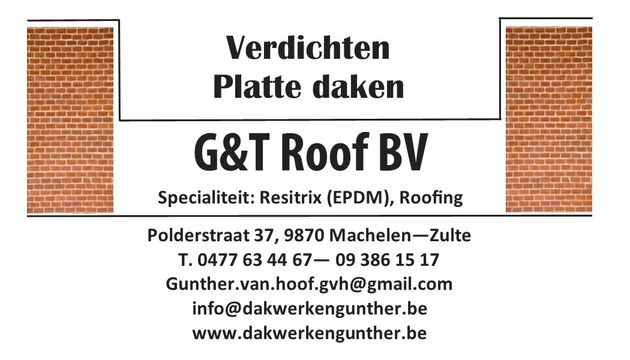 Verdichten
Platte daken
G&T Roof BV
Specialiteit: Resitrix (EPDM), Roofing
Polderstraat 37, 9870 Machelen—Zulte
T. 0477 63 44 67— 09 386 15 17
Gunther.van.hoof.gvh@gmail.com
info@dakwerkengunther.be
www.dakwerkengunther.be